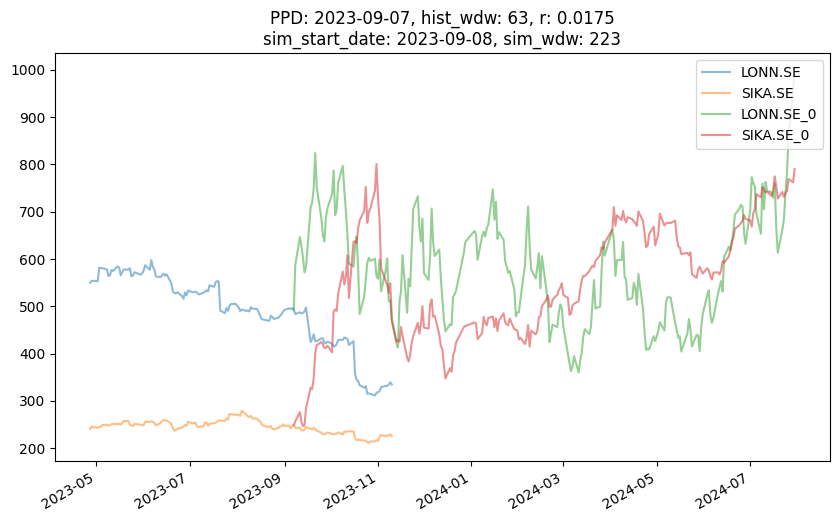 PPD: 2023-09-07, hist_wdw: 63, r: 0.0175
sim_start_date: 2023-09-08, sim_wdw: 223
1000
900
800
700
600
500
400
300
200
LONN.SE
SIKA.SE
LONN.SE_0
SIKA.SE_0
2023-05
2023-07
2023-09
2023-11
2024-01
2024-03
2024-05
2024-07